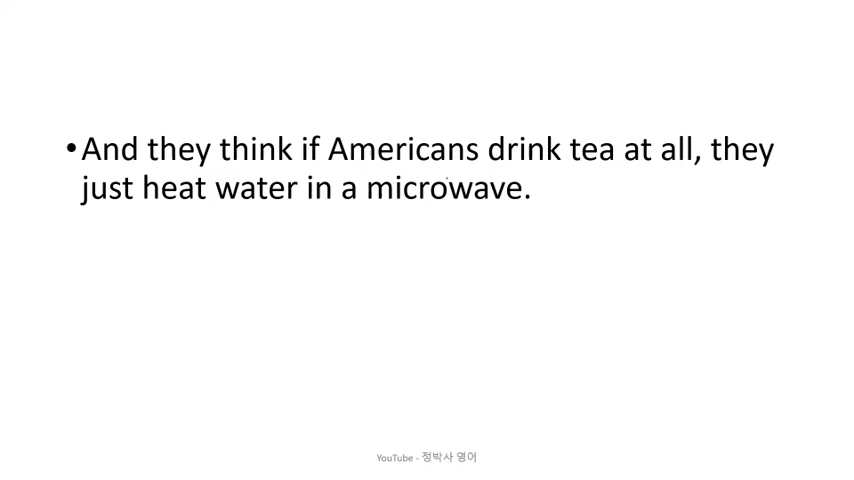 •And they think if Americans drink tea at all, they
just heat water in a microwave.
YouTube - 정박사 영어